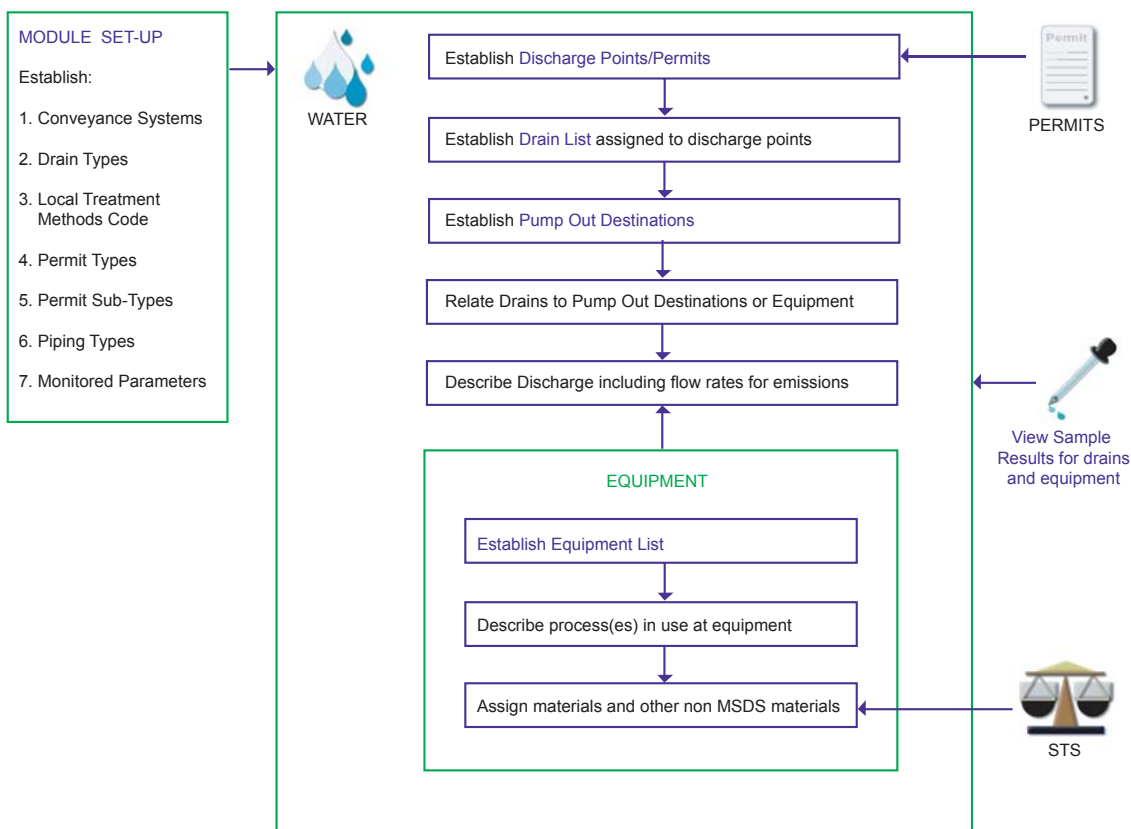 MODULE SET-UP
Establish:
1. Conveyance Systems
2. Drain Types
3. Local Treatment
Methods Code
4. Permit Types
5. Permit Sub-Types
6. Piping Types
7. Monitored Parameters
WATER
Establish Discharge Points/Permits
Establish Drain List assigned to discharge points
Establish Pump Out Destinations
Relate Drains to Pump Out Destinations or Equipment
Describe Discharge including flow rates for emissions
EQUIPMENT
Establish Equipment List
Describe process(es) in use at equipment
Assign materials and other non MSDS materials
Permit
PERMITS
View Sample
Results for drains
and equipment
STS